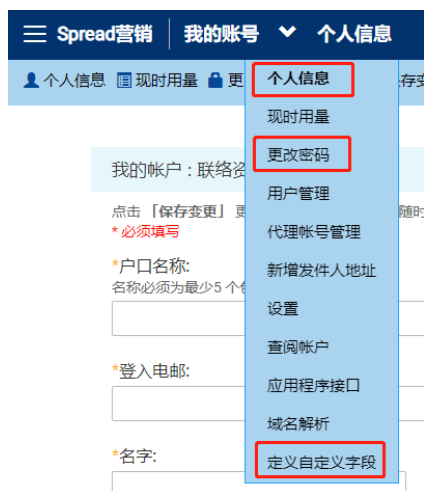 Spread营销 我的账号 个人信息
个人信息 现时用量 更
个人信息
现时用量
更改密码
用户管理
代理帐号管理
新增发件人地址
设置
查阅帐户
应用程序接口
域名解析
定义自定义字段
我的帐户 : 联络资
点击「保存变更」更
随时
* 必须填写
*户口名称:
名称必须为最少5 个
*登入电邮:
*名字: